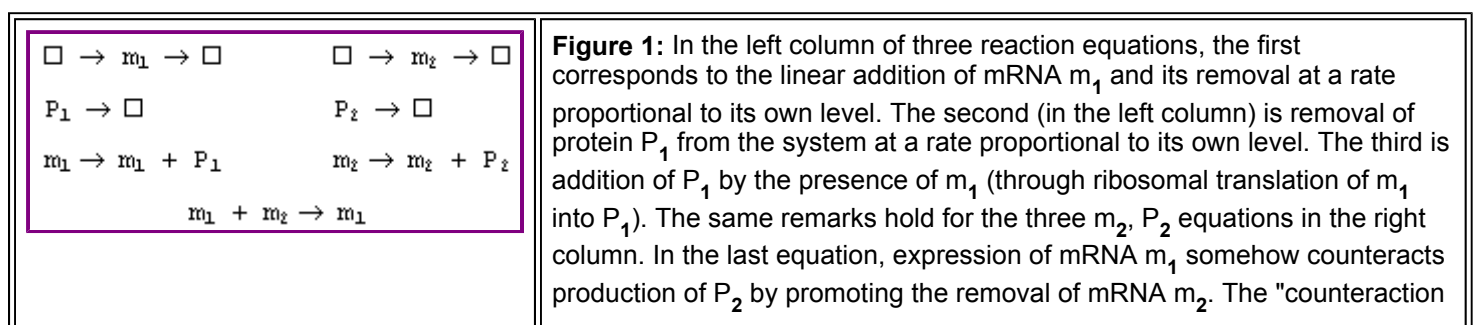 □ → m₁ → □ □ → m₂ → □
P₁ → □ P₂ → □
m₁ → m₁ + P₁ m₂ → m₂ + P₂
m₁ + m₂ → m₁
Figure 1: In the left column of three reaction equations, the first
corresponds to the linear addition of mRNA m₁ and its removal at a rate
proportional to its own level. The second (in the left column) is removal of
protein P₁ from the system at a rate proportional to its own level. The third is
addition of P₁ by the presence of m₁ (through ribosomal translation of m₁
into P₁). The same remarks hold for the three m₂, P₂ equations in the right
column. In the last equation, expression of mRNA m₁ somehow counteracts
production of P₂ by promoting the removal of mRNA m₂. The "counteraction